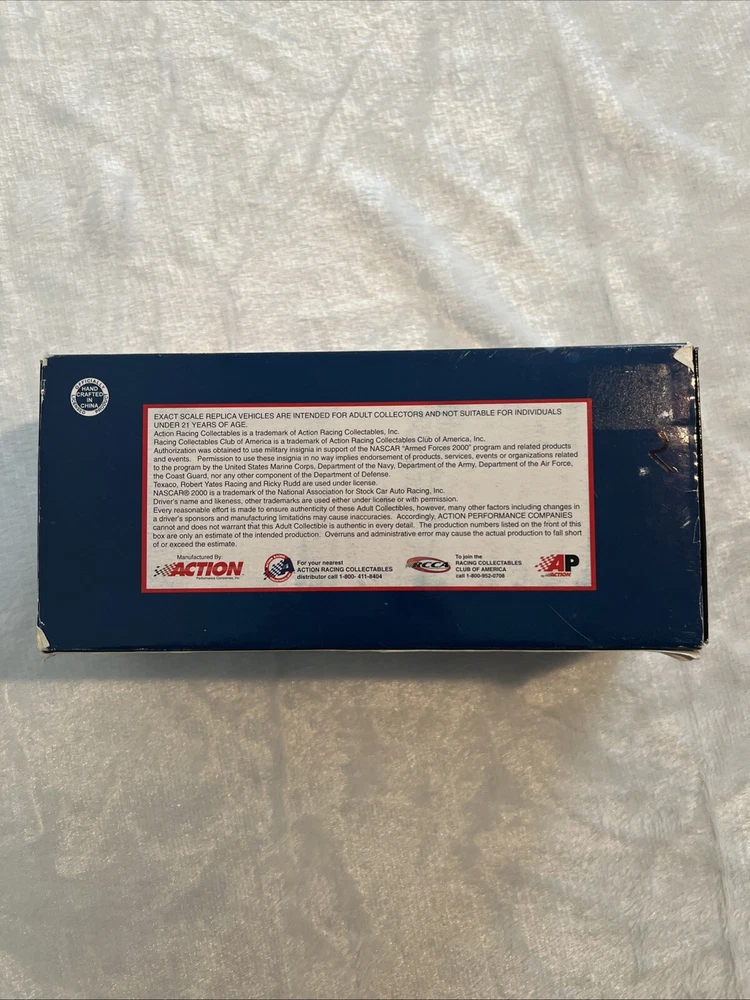 OFFICIALLY
HAND
CRAFTED
IN
CHINA
EXACT SCALE REPLICA VEHICLES ARE INTENDED FOR ADULT COLLECTORS AND NOT SUITABLE FOR INDIVIDUALS
UNDER 21 YEARS OF AGE.
Action Racing Collectables is a trademark of Action Racing Collectables, Inc.
Racing Collectables Club of America is a trademark of Action Racing Collectables Club of America, Inc.
Authorization was obtained to use military insignia in support of the NASCAR "Armed Forces 2000" program and related products
and events. Permission to use these insignia in no way implies endorsement of products, services, events or organizations related
to the program by the United States Marine Corps, Department of the Navy, Department of the Army, Department of the Air Force,
the Coast Guard, nor any other component of the Department of Defense.
Texaco, Robert Yates Racing and Ricky Rudd are used under license.
NASCAR® 2000 is a trademark of the National Association for Stock Car Auto Racing, Inc.
Driver's name and likeness, other trademarks are used either under license or with permission.
Every reasonable effort is made to ensure authenticity of these Adult Collectibles, however, many other factors including changes in
a driver's sponsors and manufacturing limitations may cause inaccuracies. Accordingly, ACTION PERFORMANCE COMPANIES
cannot and does not warrant that this Adult Collectible is authentic in every detail. The production numbers listed on the front of this
box are only an estimate of the intended production. Overruns and administrative error may cause the actual production to fall short
of or exceed the estimate.
Manufactured By:
ACTION
Performance Companies, Inc.
For your nearest
ACTION RACING COLLECTABLES
distributor call 1-800- 411-8404
RCCA
To join the
RACING COLLECTABLES
CLUB OF AMERICA
call 1-800-952-0708
AP
by ACTION